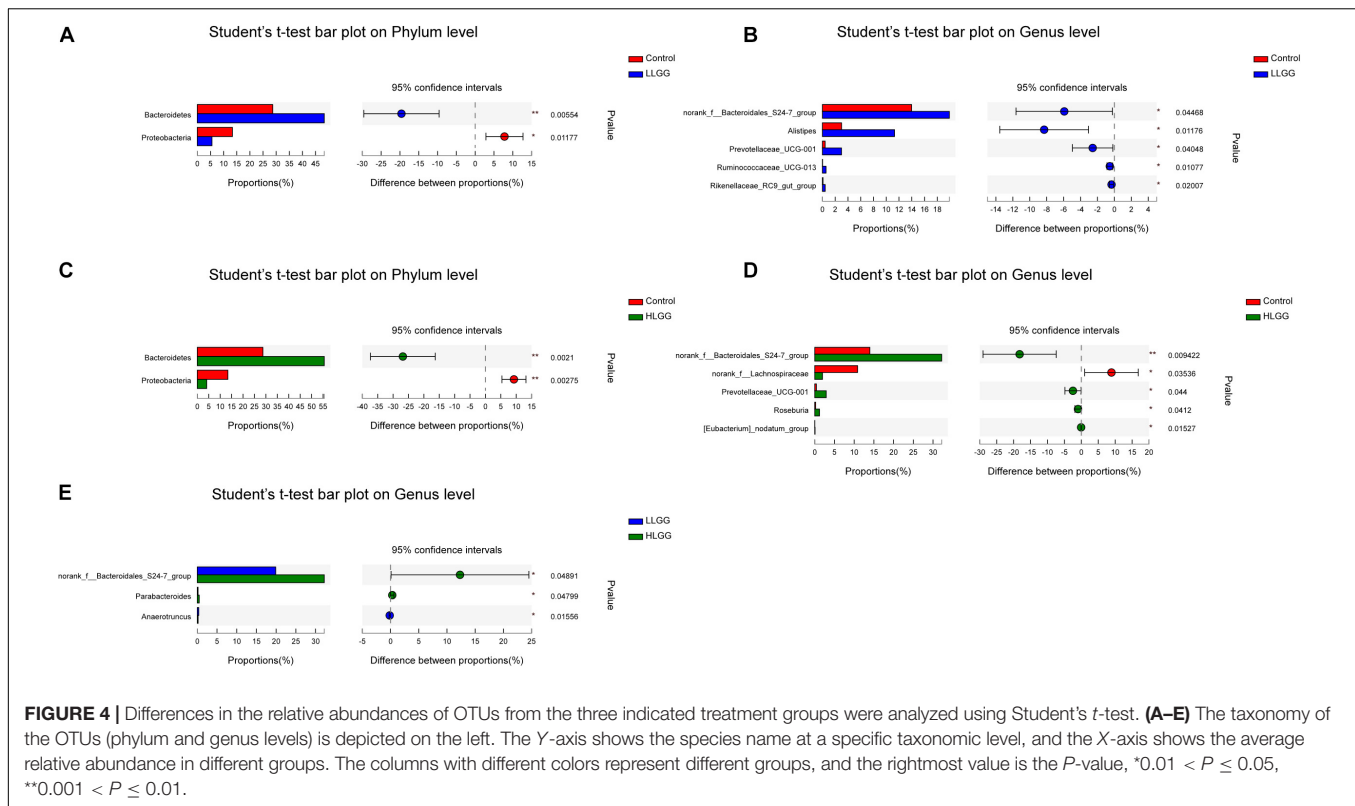 A
Student's t-test bar plot on Phylum level
Control
LLGG
95% confidence intervals
Bacteroidetes
Proteobacteria
** 0.00554
* 0.01177
Pvalue
0 5 10 15 20 25 30 35 40 45
-30 -25 -20 -15 -10 -5 0 5 10 15
Proportions(%)
Difference between proportions(%)
B
Student's t-test bar plot on Genus level
Control
LLGG
95% confidence intervals
norank_f__Bacteroidales_S24-7_group
Alistipes
Prevotellaceae_UCG-001
Ruminococcaceae_UCG-013
Rikenellaceae_RC9_gut_group
* 0.04468
* 0.01176
* 0.04048
* 0.01077
* 0.02007
Pvalue
0 2 4 6 8 10 12 14 16 18
-14 -12 -10 -8 -6 -4 -2 0 2 4
Proportions(%)
Difference between proportions(%)
C
Student's t-test bar plot on Phylum level
Control
HLGG
95% confidence intervals
Bacteroidetes
Proteobacteria
** 0.0021
** 0.00275
Pvalue
0 5 10 15 20 25 30 35 40 45 50 55
-40 -35 -30 -25 -20 -15 -10 -5 0 5 10 15
Proportions(%)
Difference between proportions(%)
D
Student's t-test bar plot on Genus level
Control
HLGG
95% confidence intervals
norank_f__Bacteroidales_S24-7_group
norank_f__Lachnospiraceae
Prevotellaceae_UCG-001
Roseburia
[Eubacterium]_nodatum_group
** 0.009422
* 0.03536
* 0.044
* 0.0412
* 0.01527
Pvalue
0 5 10 15 20 25 30
-30 -25 -20 -15 -10 -5 0 5 10 15 20
Proportions(%)
Difference between proportions(%)
E
Student's t-test bar plot on Genus level
LLGG
HLGG
95% confidence intervals
norank_f__Bacteroidales_S24-7_group
Parabacteroides
Anaerotruncus
* 0.04891
* 0.04799
* 0.01556
Pvalue
0 5 10 15 20 25 30
-5 0 5 10 15 20 25
Proportions(%)
Difference between proportions(%)
FIGURE 4 | Differences in the relative abundances of OTUs from the three indicated treatment groups were analyzed using Student's t-test. (A–E) The taxonomy of
the OTUs (phylum and genus levels) is depicted on the left. The Y-axis shows the species name at a specific taxonomic level, and the X-axis shows the average
relative abundance in different groups. The columns with different colors represent different groups, and the rightmost value is the P-value, *0.01 < P ≤ 0.05,
**0.001 < P ≤ 0.01.